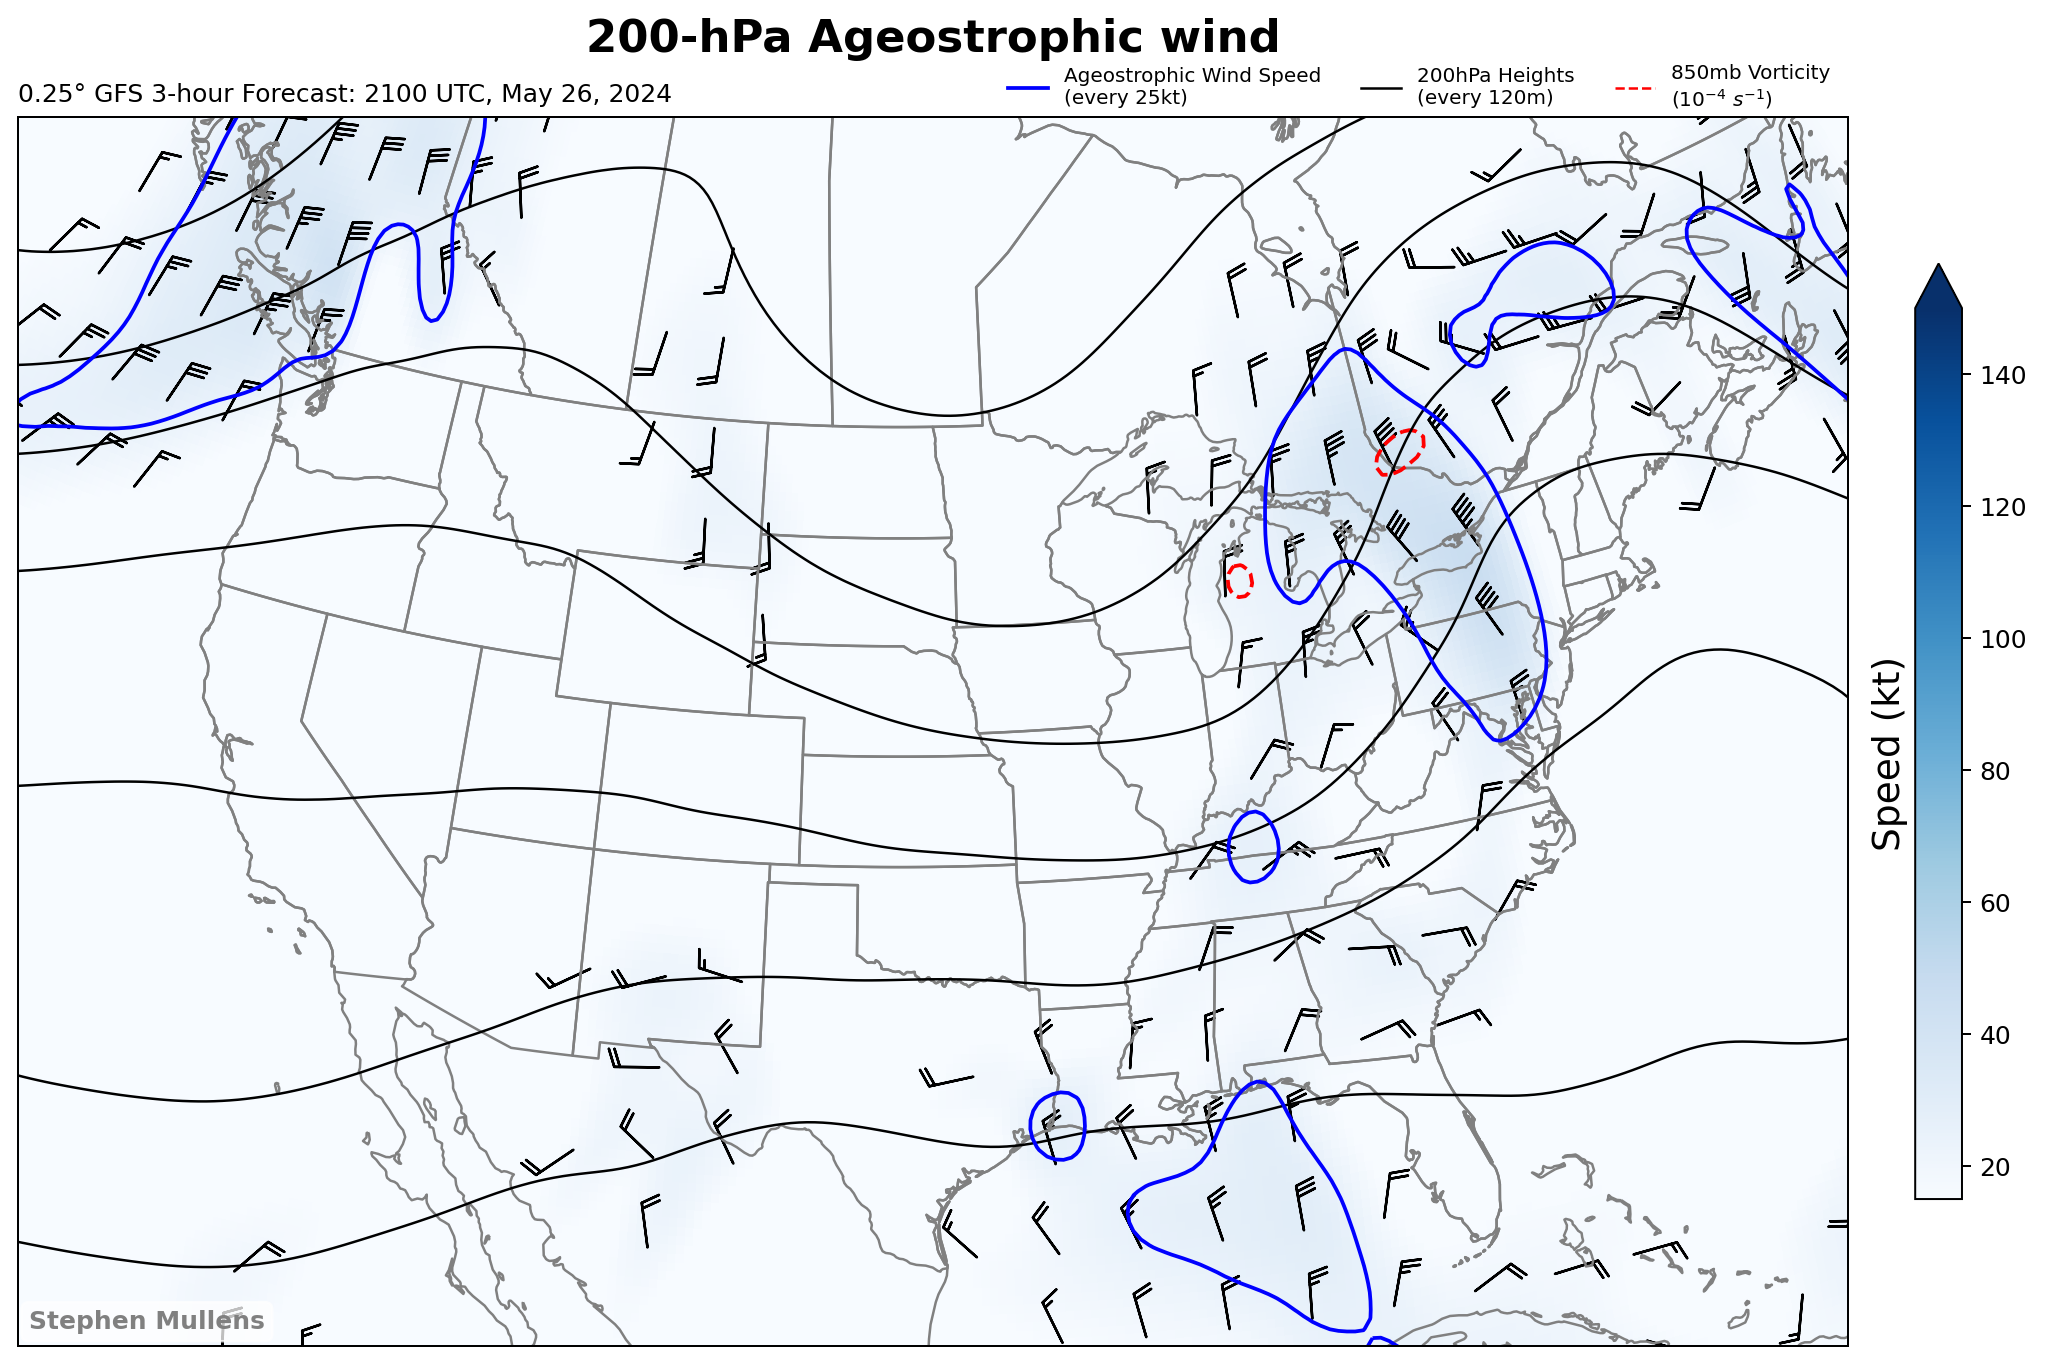 200-hPa Ageostrophic wind
0.25° GFS 3-hour Forecast: 2100 UTC, May 26, 2024
Ageostrophic Wind Speed
(every 25kt)
200hPa Heights
(every 120m)
850mb Vorticity
(10⁻⁴ s⁻¹)
140
120
100
80
60
40
20
Speed (kt)
Stephen Mullens